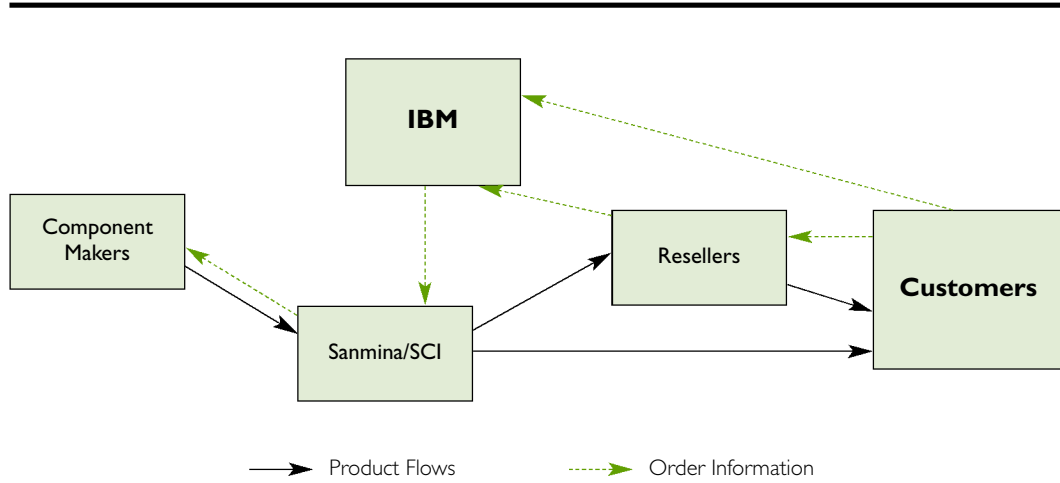 IBM
Component
Makers
Resellers
Customers
Sanmina/SCI
Product Flows
Order Information